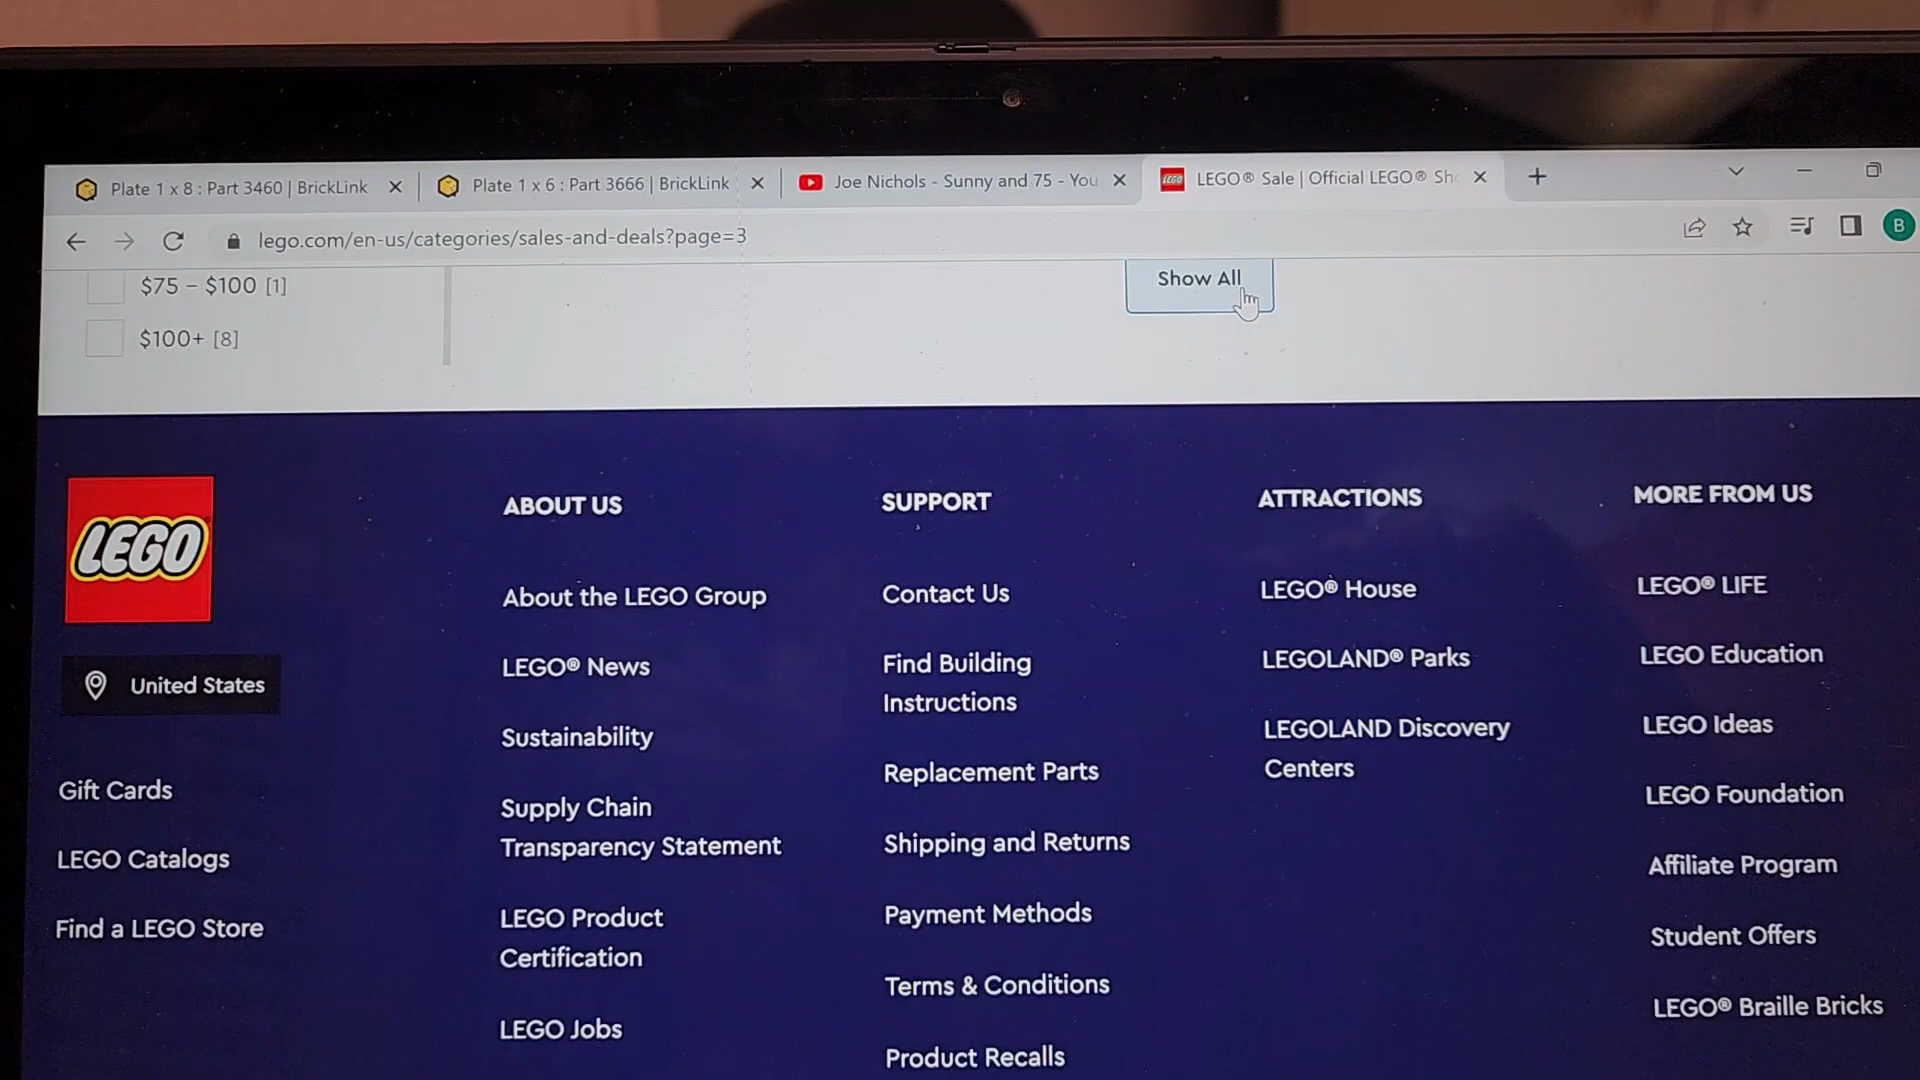 Plate 1 x 8 : Part 3460 | BrickLink
Plate 1 x 6 : Part 3666 | BrickLink
Joe Nichols - Sunny and 75 - You
LEGO
LEGO® Sale | Official LEGO® Sh
lego.com/en-us/categories/sales-and-deals?page=3
B
$75 – $100 [1]
Show All
$100+ [8]
LEGO
United States
Gift Cards
LEGO Catalogs
Find a LEGO Store
ABOUT US
About the LEGO Group
LEGO® News
Sustainability
Supply Chain
Transparency Statement
LEGO Product
Certification
LEGO Jobs
SUPPORT
Contact Us
Find Building
Instructions
Replacement Parts
Shipping and Returns
Payment Methods
Terms & Conditions
Product Recalls
ATTRACTIONS
LEGO® House
LEGOLAND® Parks
LEGOLAND Discovery
Centers
MORE FROM US
LEGO® LIFE
LEGO Education
LEGO Ideas
LEGO Foundation
Affiliate Program
Student Offers
LEGO® Braille Bricks